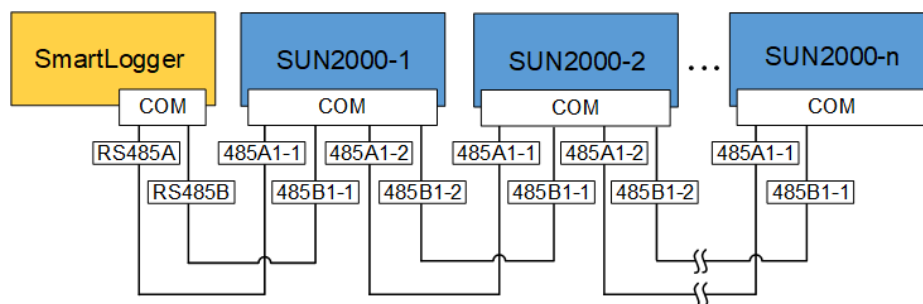 SmartLogger
SUN2000-1
SUN2000-2
...
SUN2000-n
COM
COM
COM
COM
RS485A
485A1-1
485A1-2
485A1-1
485A1-2
485A1-1
RS485B
485B1-1
485B1-2
485B1-1
485B1-2
485B1-1